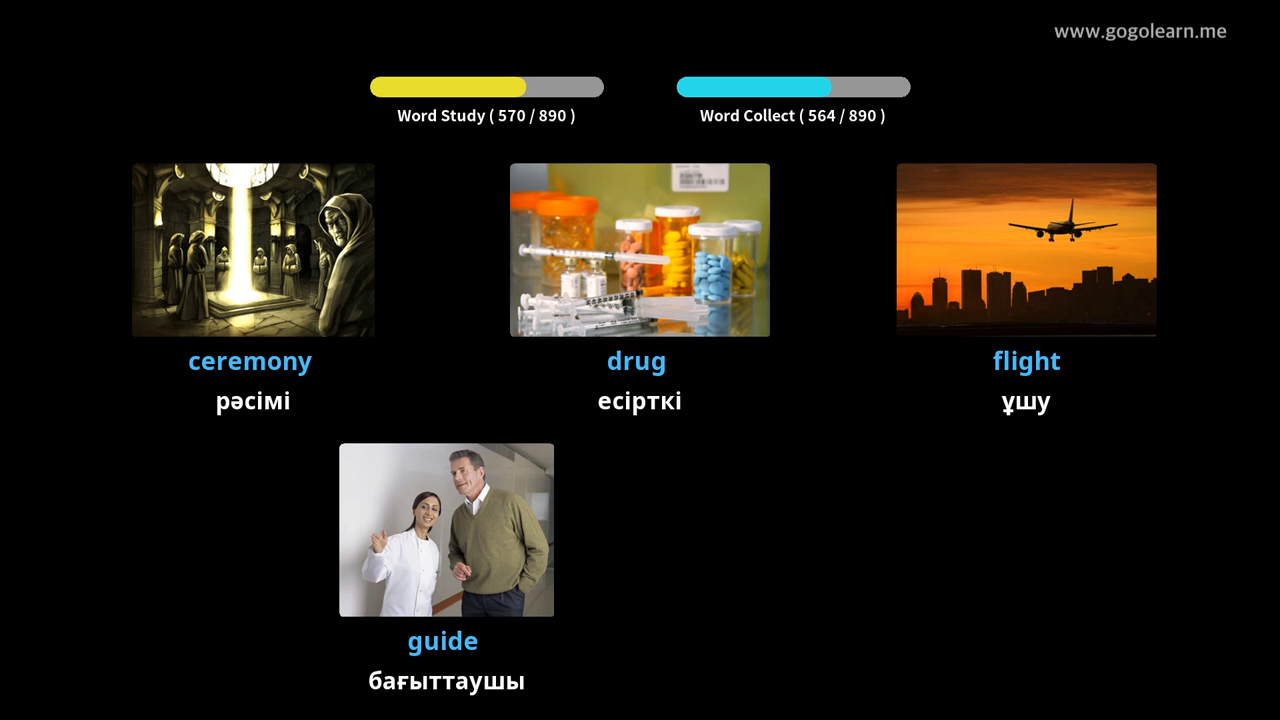 www.gogolearn.me
Word Study ( 570 / 890 )
Word Collect ( 564 / 890 )
ceremony
рәсімі
drug
есірткі
flight
ұшу
guide
бағыттаушы